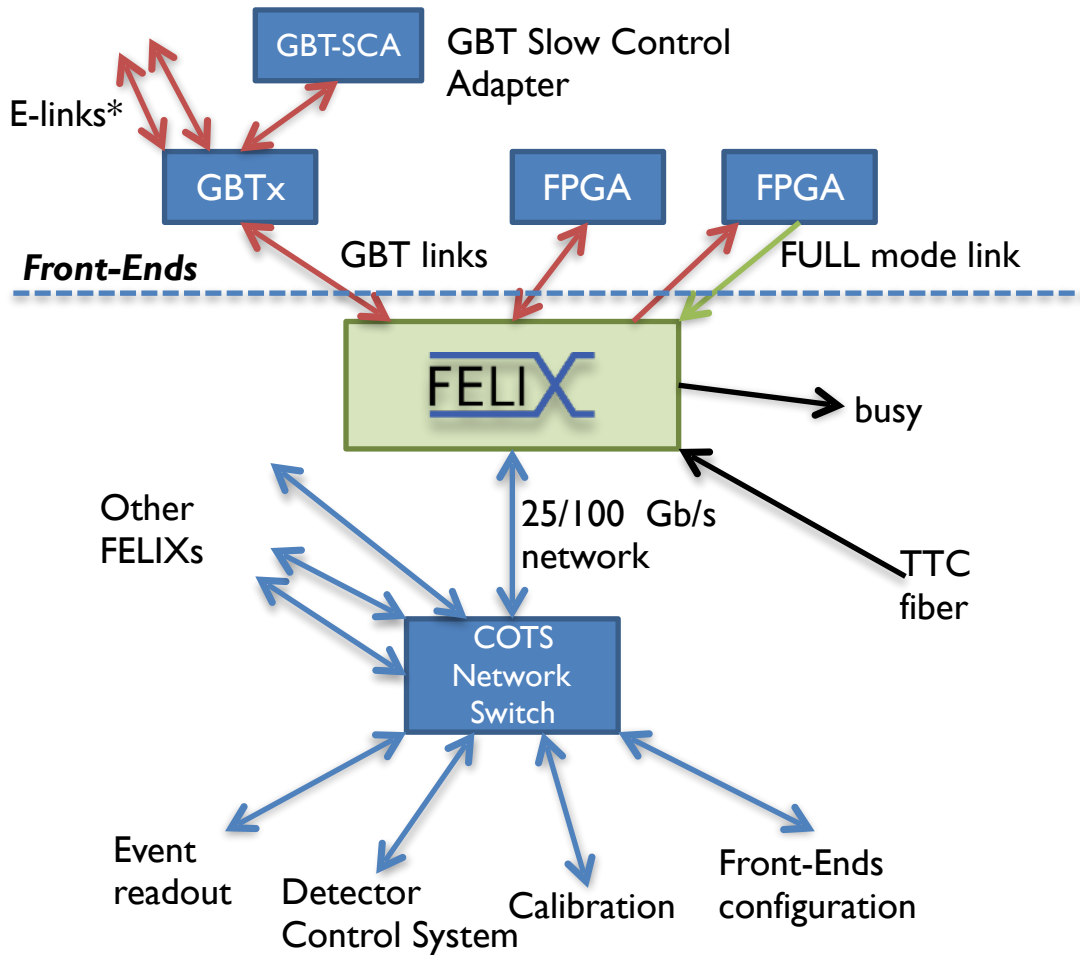 GBT-SCA
GBT Slow Control
Adapter
E-links*
GBTx
FPGA
FPGA
GBT links
FULL mode link
Front-Ends
FELIX
busy
Other
FELIXs
25/100 Gb/s
network
TTC
fiber
COTS
Network
Switch
Event
readout
Detector
Control System
Calibration
Front-Ends
configuration